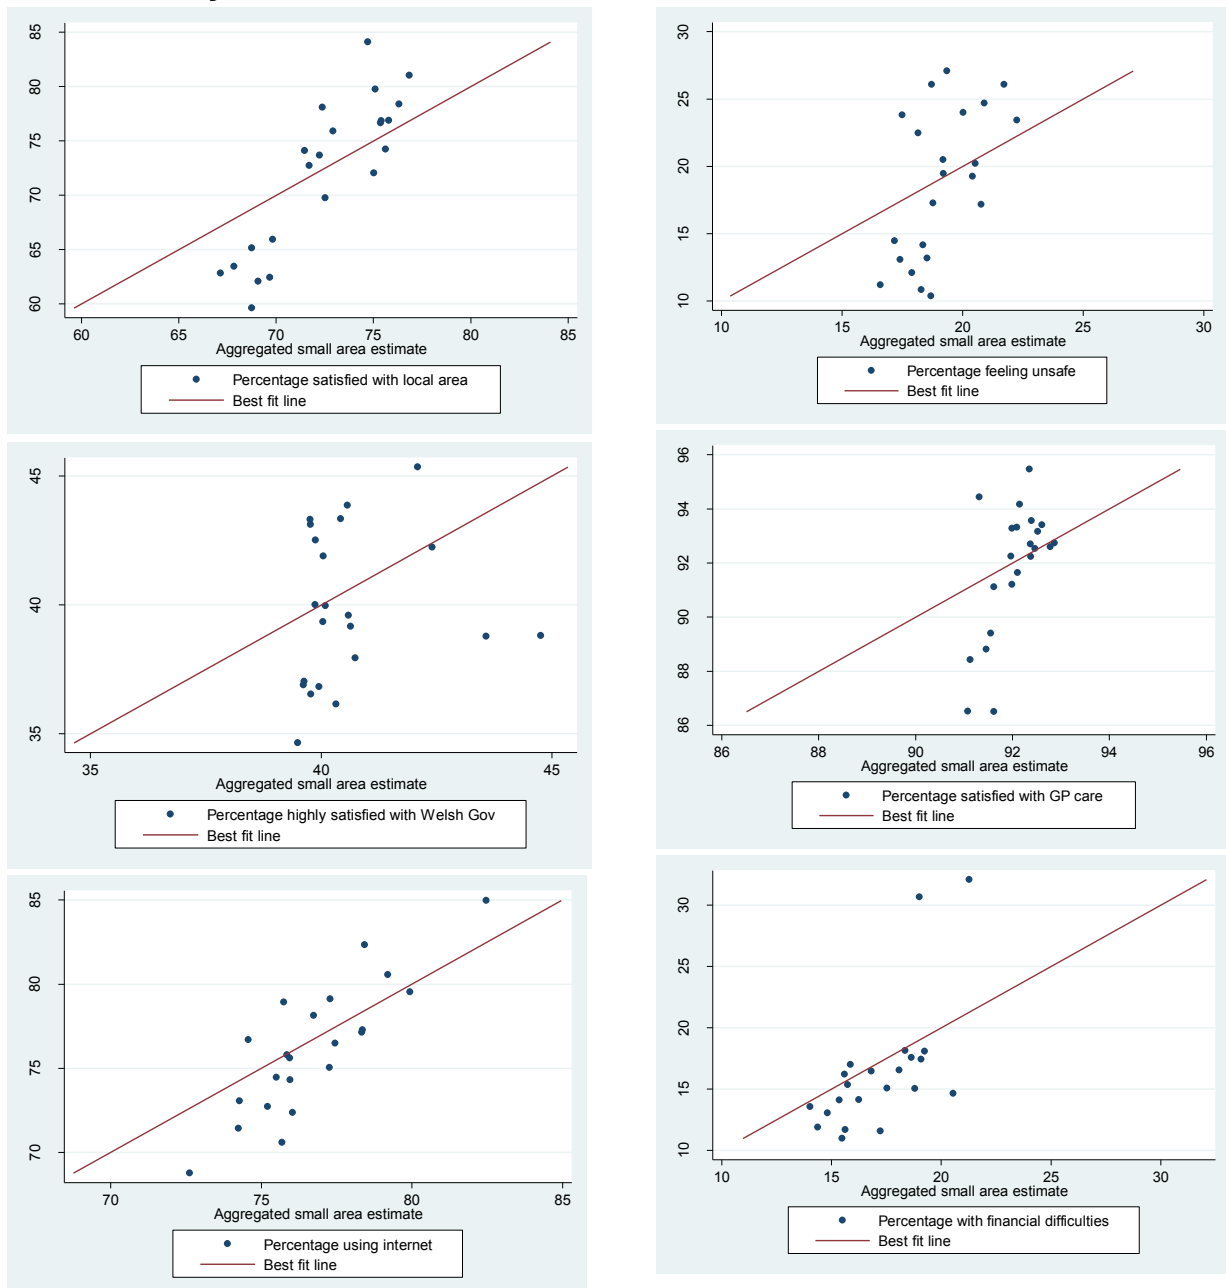 85
80
75
70
65
60
60 65 70 75 80 85
Aggregated small area estimate
Percentage satisfied with local area
Best fit line
30
25
20
15
10
10 15 20 25 30
Aggregated small area estimate
Percentage feeling unsafe
Best fit line
45
40
35
35 40 45
Aggregated small area estimate
Percentage highly satisfied with Welsh Gov
Best fit line
96
94
92
90
88
86
86 88 90 92 94 96
Aggregated small area estimate
Percentage satisfied with GP care
Best fit line
85
80
75
70
70 75 80 85
Aggregated small area estimate
Percentage using internet
Best fit line
30
25
20
15
10
10 15 20 25 30
Aggregated small area estimate
Percentage with financial difficulties
Best fit line